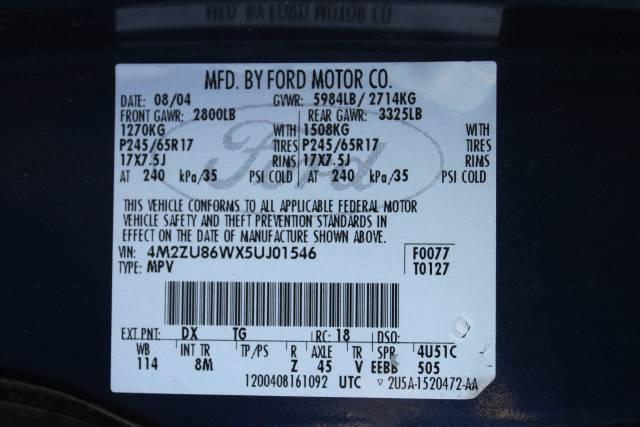 MFD. BY FORD MOTOR CO.
DATE: 08/04 GVWR: 5984LB/ 2714KG
FRONT GAWR: 2800LB REAR GAWR: 3325LB
1270KG WITH 1508KG WITH
P245/65R17 TIRES P245/65R17 TIRES
17X7.5J RIMS 17X7.5J RIMS
AT 240 kPa/35 PSI COLD AT 240 kPa/35 PSI COLD
Ford
THIS VEHICLE CONFORMS TO ALL APPLICABLE FEDERAL MOTOR
VEHICLE SAFETY AND THEFT PREVENTION STANDARDS IN
EFFECT ON THE DATE OF MANUFACTURE SHOWN ABOVE.
VIN: 4M2ZU86WX5UJ01546 F0077
TYPE: MPV T0127
EXT PNT: DX TG RC: 18 DSO:
WB INT TR TP/PS R AXLE TR SPR 4U51C
114 8M Z 45 V EEBB 505
1200408161092 UTC ▽ 2U5A-1520472-AA